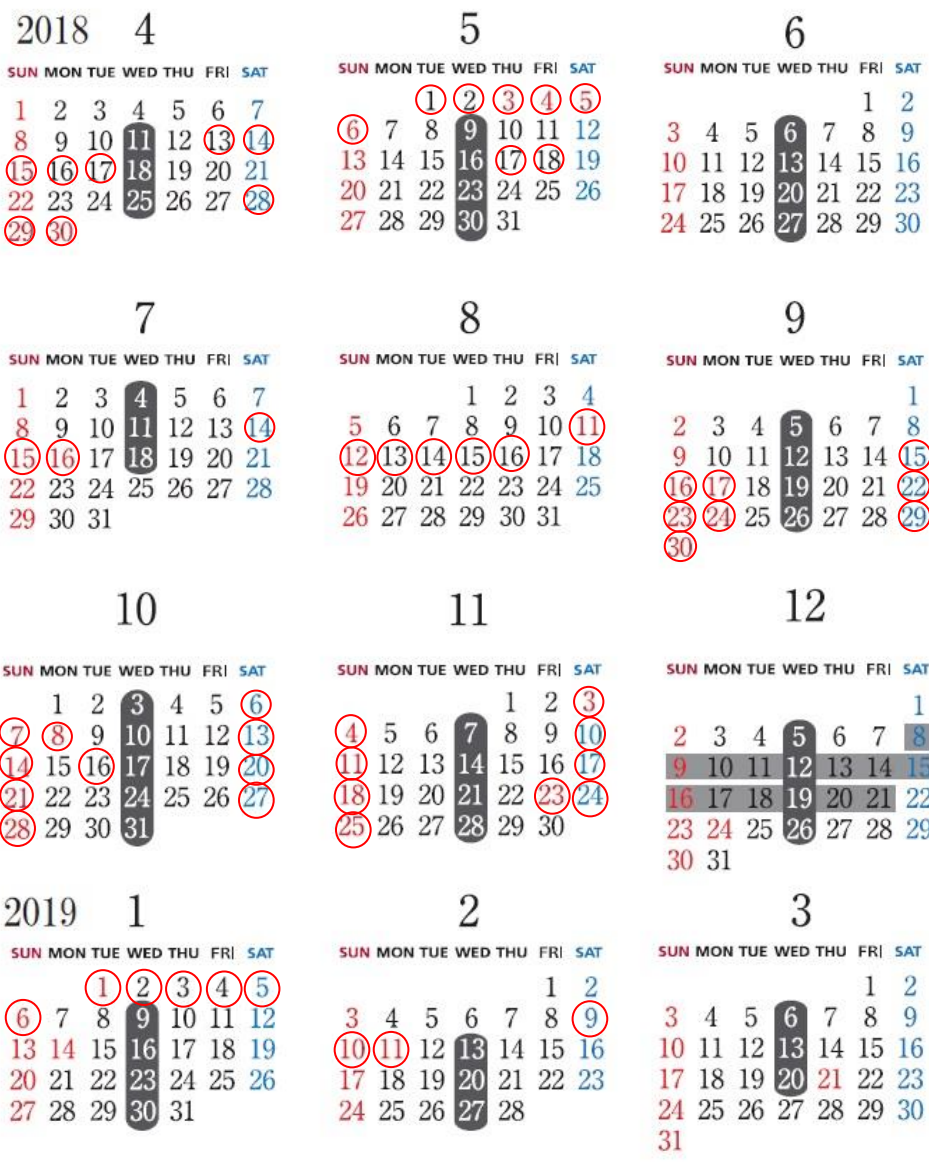 2018 4
SUN MON TUE WED THU FRI SAT
1 2 3 4 5 6 7
8 9 10 11 12 13 14
15 16 17 18 19 20 21
22 23 24 25 26 27 28
29 30
5
SUN MON TUE WED THU FRI SAT
1 2 3 4 5
6 7 8 9 10 11 12
13 14 15 16 17 18 19
20 21 22 23 24 25 26
27 28 29 30 31
6
SUN MON TUE WED THU FRI SAT
1 2
3 4 5 6 7 8 9
10 11 12 13 14 15 16
17 18 19 20 21 22 23
24 25 26 27 28 29 30
7
SUN MON TUE WED THU FRI SAT
1 2 3 4 5 6 7
8 9 10 11 12 13 14
15 16 17 18 19 20 21
22 23 24 25 26 27 28
29 30 31
8
SUN MON TUE WED THU FRI SAT
1 2 3 4
5 6 7 8 9 10 11
12 13 14 15 16 17 18
19 20 21 22 23 24 25
26 27 28 29 30 31
9
SUN MON TUE WED THU FRI SAT
1
2 3 4 5 6 7 8
9 10 11 12 13 14 15
16 17 18 19 20 21 22
23 24 25 26 27 28 29
30
10
SUN MON TUE WED THU FRI SAT
1 2 3 4 5 6
7 8 9 10 11 12 13
14 15 16 17 18 19 20
21 22 23 24 25 26 27
28 29 30 31
11
SUN MON TUE WED THU FRI SAT
1 2 3
4 5 6 7 8 9 10
11 12 13 14 15 16 17
18 19 20 21 22 23 24
25 26 27 28 29 30
12
SUN MON TUE WED THU FRI SAT
1
2 3 4 5 6 7 8
9 10 11 12 13 14 15
16 17 18 19 20 21 22
23 24 25 26 27 28 29
30 31
2019 1
SUN MON TUE WED THU FRI SAT
1 2 3 4 5
6 7 8 9 10 11 12
13 14 15 16 17 18 19
20 21 22 23 24 25 26
27 28 29 30 31
2
SUN MON TUE WED THU FRI SAT
1 2
3 4 5 6 7 8 9
10 11 12 13 14 15 16
17 18 19 20 21 22 23
24 25 26 27 28
3
SUN MON TUE WED THU FRI SAT
1 2
3 4 5 6 7 8 9
10 11 12 13 14 15 16
17 18 19 20 21 22 23
24 25 26 27 28 29 30
31